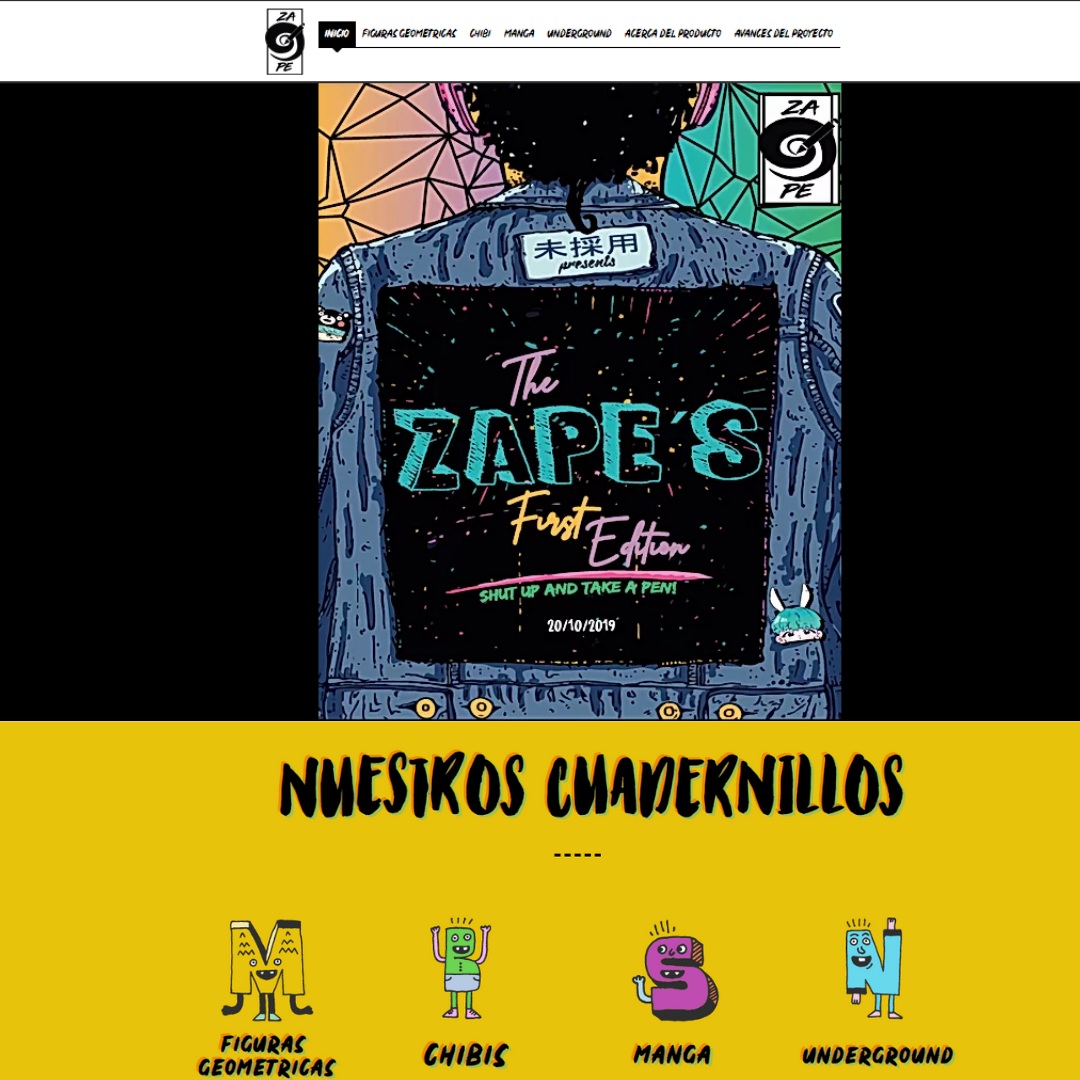 ZA
PE
INICIO FIGURAS GEOMETRICAS CHIBI MANGA UNDERGROUND ACERCA DEL PRODUCTO AVANCES DEL PROYECTO
ZA
PE
未採用
presents
The
ZAPE´S
First
Edition
SHUT UP AND TAKE A PEN!
20/10/2019
NUESTROS CUADERNILLOS
-----
FIGURAS
GEOMETRICAS
CHIBIS
MANGA
UNDERGROUND